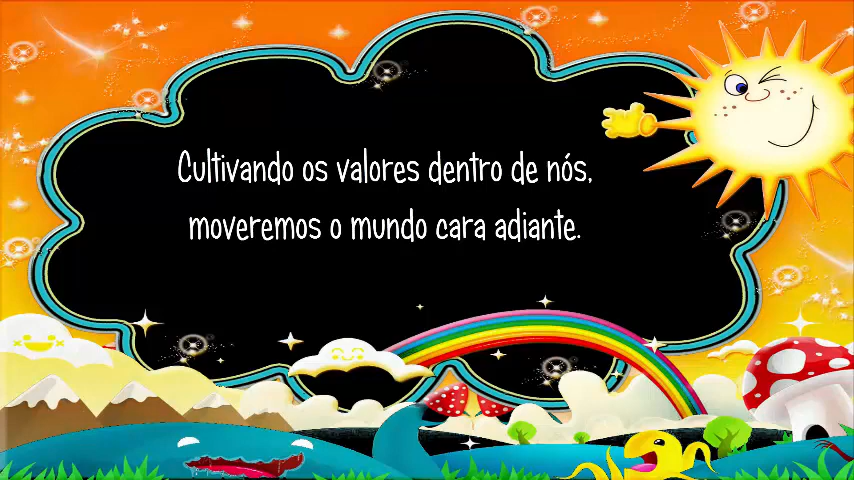 Cultivando os valores dentro de nós,
moveremos o mundo cara adiante.